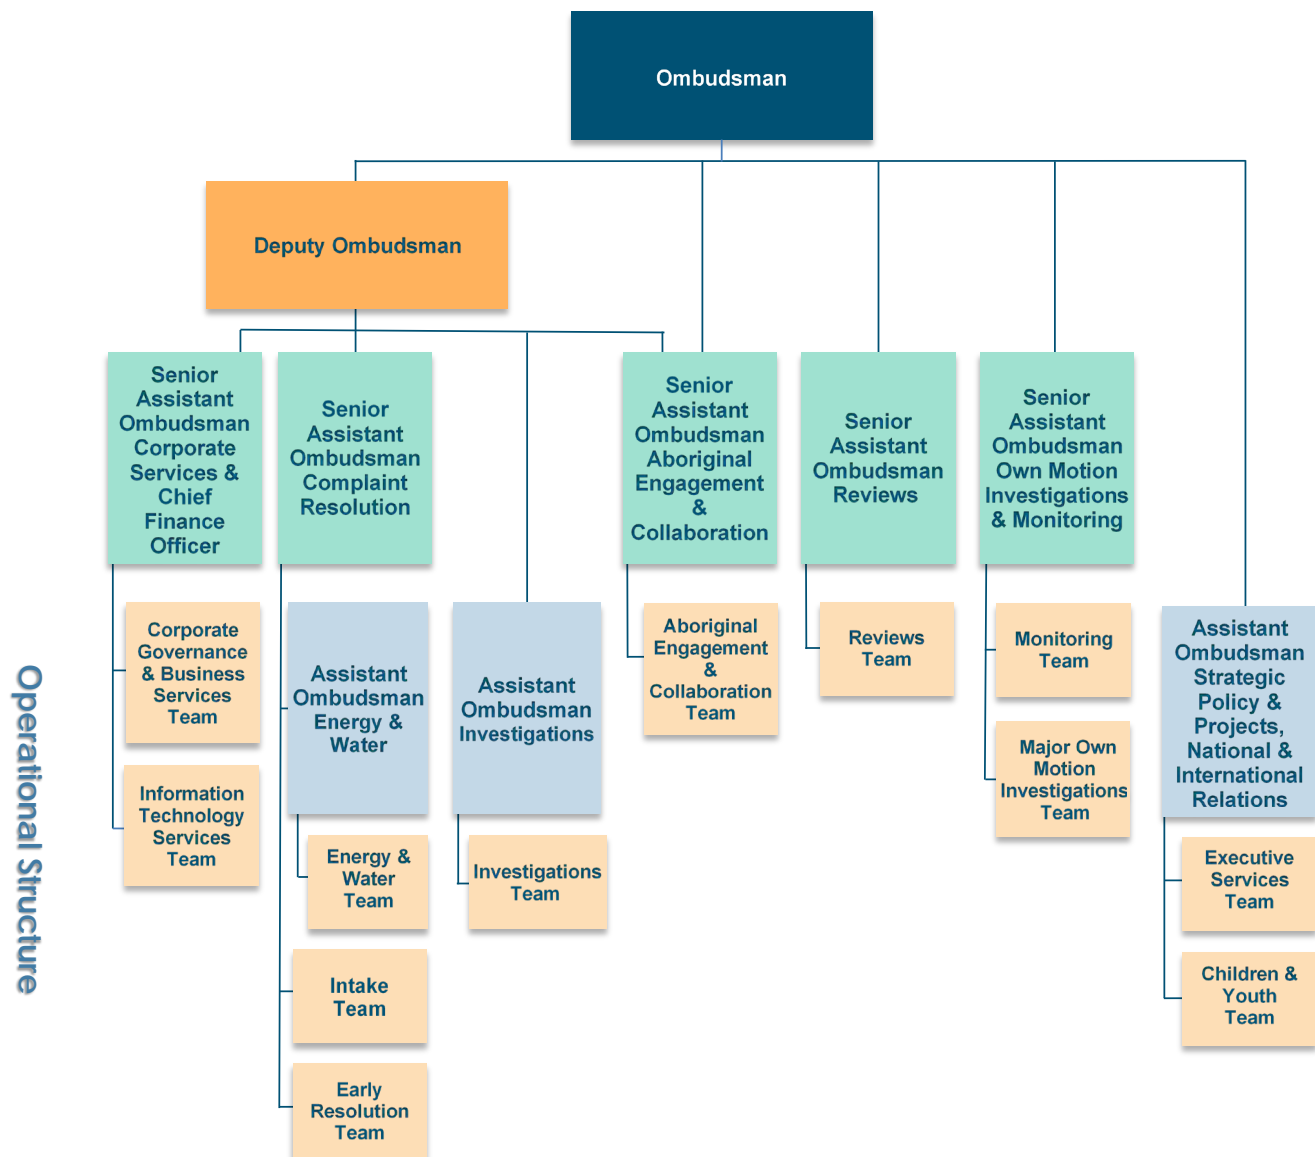 Ombudsman
Deputy Ombudsman
Senior
Assistant
Ombudsman
Corporate
Services &
Chief
Finance
Officer
Senior
Assistant
Ombudsman
Complaint
Resolution
Senior
Assistant
Ombudsman
Aboriginal
Engagement
&
Collaboration
Senior
Assistant
Ombudsman
Reviews
Senior
Assistant
Ombudsman
Own Motion
Investigations
& Monitoring
Corporate
Governance
& Business
Services
Team
Information
Technology
Services
Team
Assistant
Ombudsman
Energy &
Water
Energy &
Water
Team
Intake
Team
Early
Resolution
Team
Assistant
Ombudsman
Investigations
Investigations
Team
Aboriginal
Engagement
&
Collaboration
Team
Reviews
Team
Monitoring
Team
Major Own
Motion
Investigations
Team
Assistant
Ombudsman
Strategic
Policy &
Projects,
National &
International
Relations
Executive
Services
Team
Children &
Youth
Team
Operational Structure